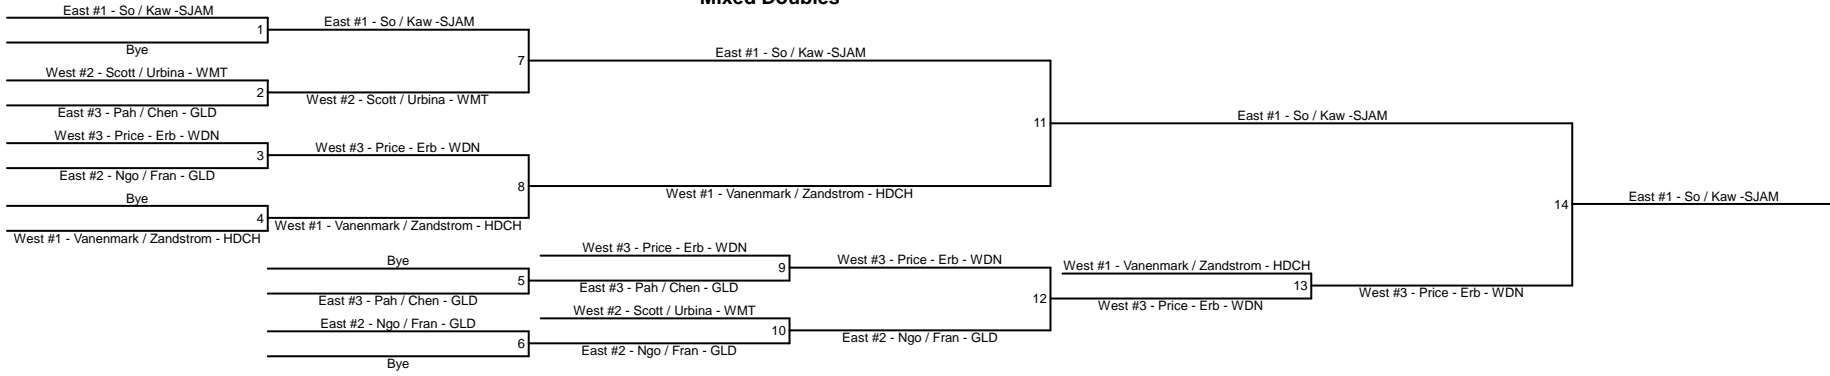 Mixed Doubles
East #1 - So / Kaw -SJAM
1
Bye
East #1 - So / Kaw -SJAM
West #2 - Scott / Urbina - WMT
2
East #3 - Pah / Chen - GLD
7
West #2 - Scott / Urbina - WMT
East #1 - So / Kaw -SJAM
West #3 - Price - Erb - WDN
3
East #2 - Ngo / Fran - GLD
West #3 - Price - Erb - WDN
Bye
4
West #1 - Vanenmark / Zandstrom - HDCH
8
West #1 - Vanenmark / Zandstrom - HDCH
West #1 - Vanenmark / Zandstrom - HDCH
11
East #1 - So / Kaw -SJAM
14
East #1 - So / Kaw -SJAM
Bye
5
East #3 - Pah / Chen - GLD
West #3 - Price - Erb - WDN
9
East #3 - Pah / Chen - GLD
West #3 - Price - Erb - WDN
East #2 - Ngo / Fran - GLD
6
Bye
West #2 - Scott / Urbina - WMT
10
East #2 - Ngo / Fran - GLD
12
East #2 - Ngo / Fran - GLD
West #1 - Vanenmark / Zandstrom - HDCH
13
West #3 - Price - Erb - WDN
West #3 - Price - Erb - WDN